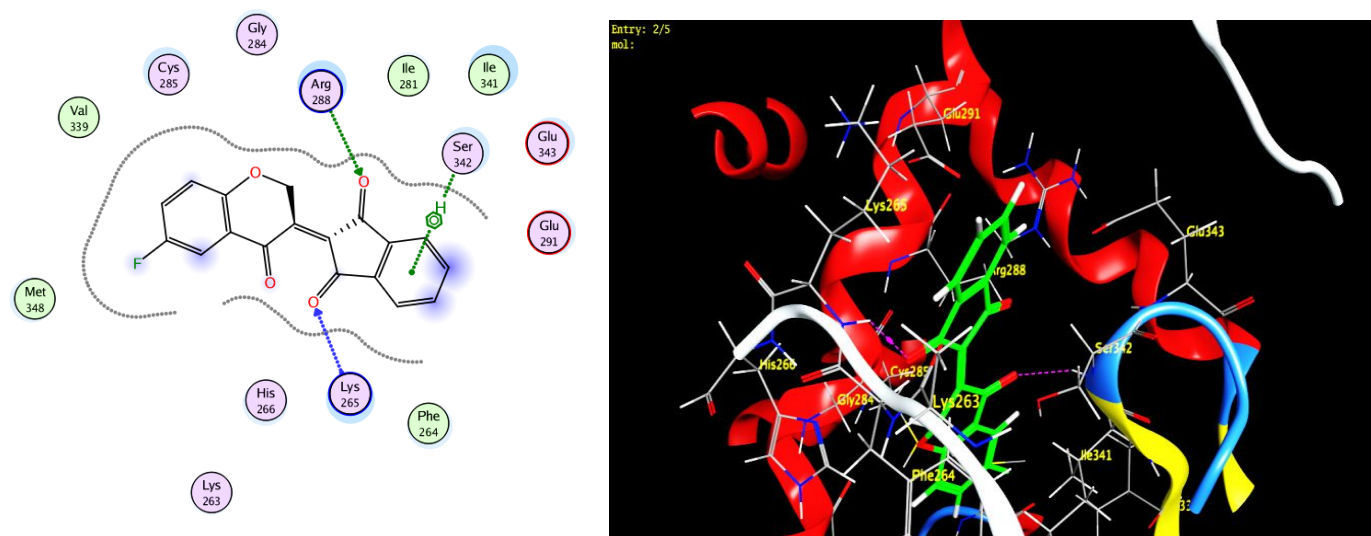 Gly
284
Cys
285
Arg
288
Ile
281
Ile
341
Val
339
Ser
342
Glu
343
O
O
H
Glu
291
F
O
O
Met
348
His
266
Lys
265
Phe
264
Lys
263
Entry: 2/5
mol:
Glu291
Lys265
Glu343
Arg288
Ser342
His266
Cys285
Gly284
Lys263
Ile341
Phe264